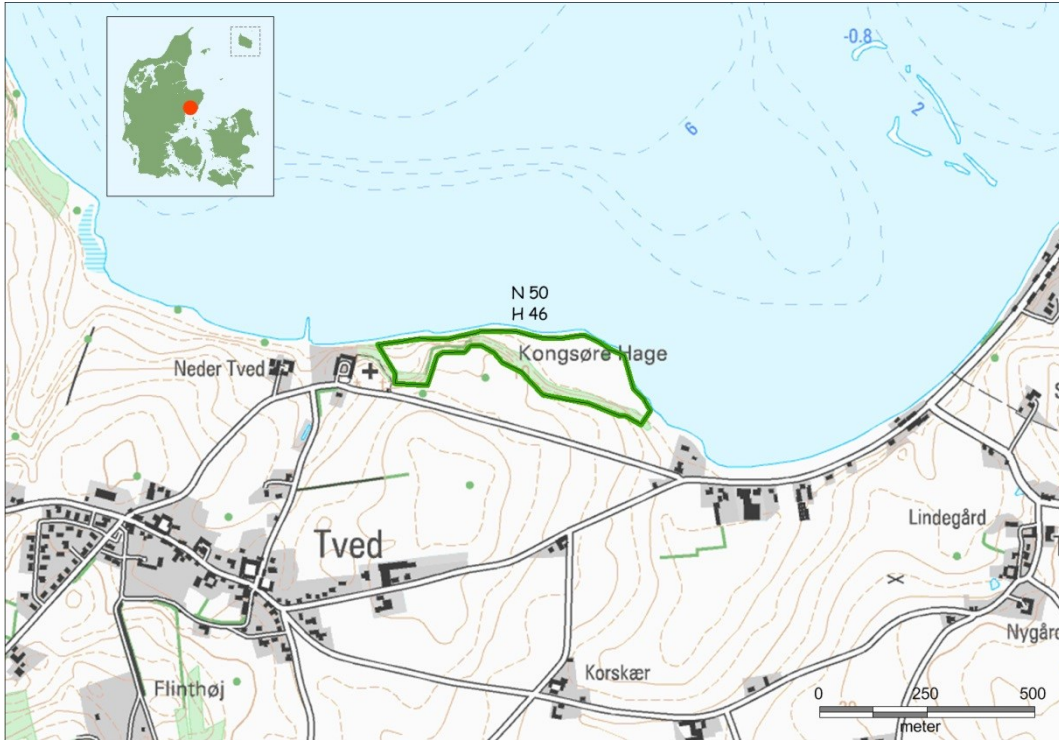 -0.8
2
6
N 50
H 46
Kongsøre Hage
Neder Tved
Tved
Lindegård
Nygård
Korskær
Flinthøj
0 250 500
meter